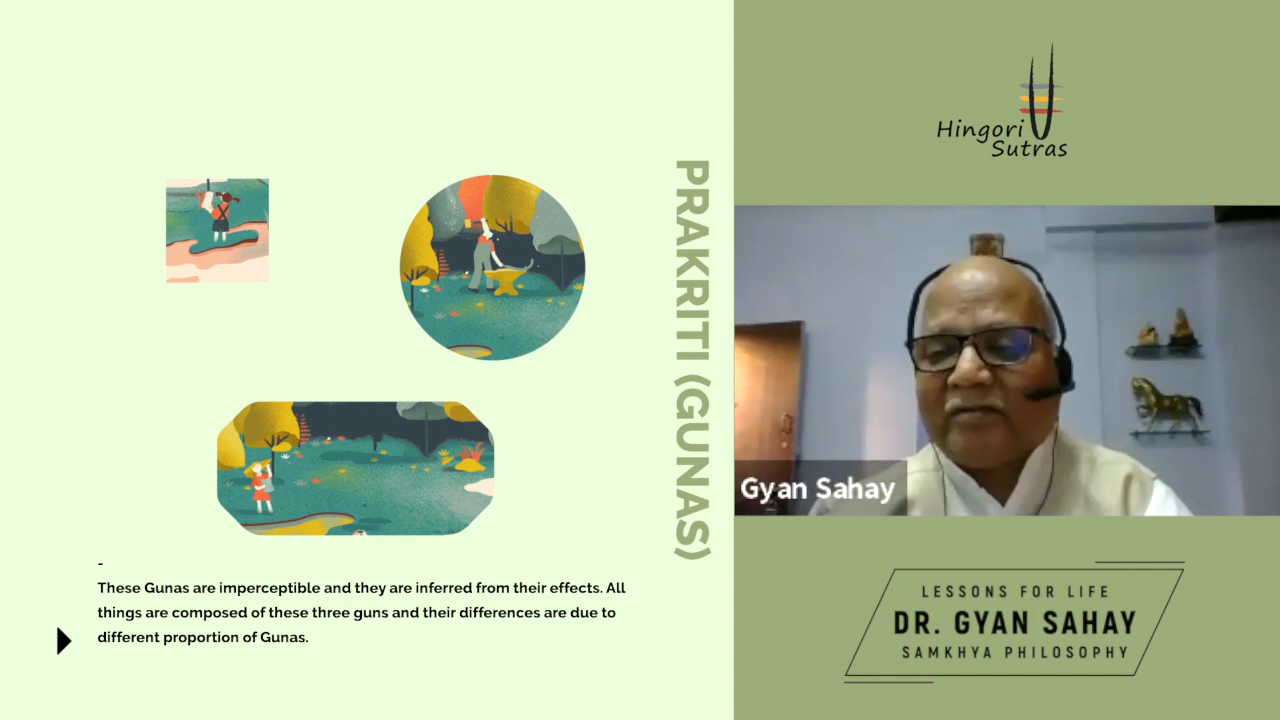 PRAKRITI (GUNAS)
-
These Gunas are imperceptible and they are inferred from their effects. All
things are composed of these three guns and their differences are due to
different proportion of Gunas.
Hingori
Sutras
Gyan Sahay
LESSONS FOR LIFE
DR. GYAN SAHAY
SAMKHYA PHILOSOPHY